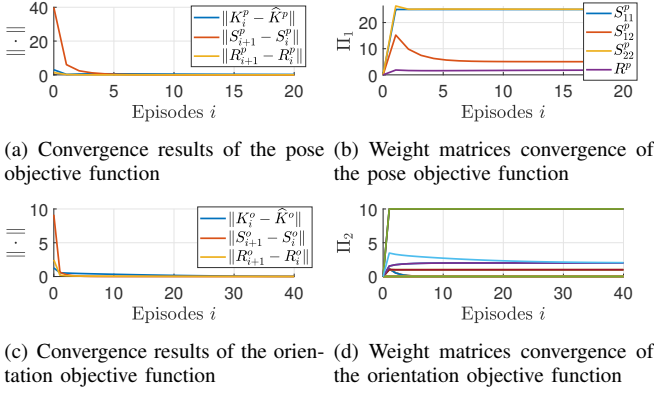 40
20
0
‖·‖
0 5 10 15 20
Episodes i
‖K_i^p − K̂^p‖
‖S_{i+1}^p − S_i^p‖
‖R_{i+1}^p − R_i^p‖
20
10
0
Π₁
0 5 10 15 20
Episodes i
S_{11}^p
S_{12}^p
S_{22}^p
R^p
(a) Convergence results of the pose
objective function
(b) Weight matrices convergence of
the pose objective function
10
5
0
‖·‖
0 10 20 30 40
Episodes i
‖K_i^o − K̂^o‖
‖S_{i+1}^o − S_i^o‖
‖R_{i+1}^o − R_i^o‖
10
5
0
Π₂
0 10 20 30 40
Episodes i
(c) Convergence results of the orien-
tation objective function
(d) Weight matrices convergence of
the orientation objective function